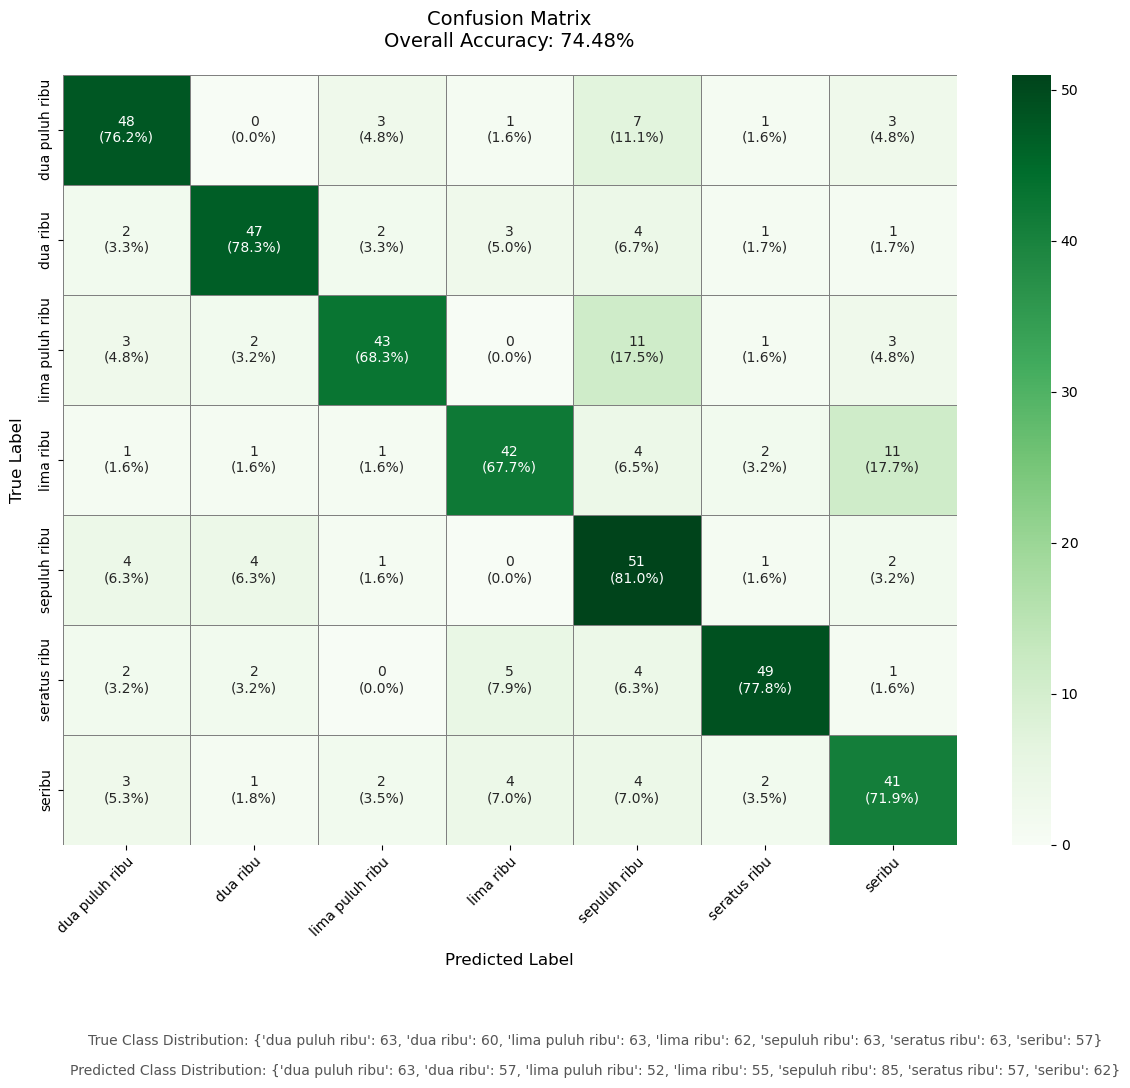 Confusion Matrix
Overall Accuracy: 74.48%
True Label
dua puluh ribu
48 0 3 1 7 1 3
(76.2%) (0.0%) (4.8%) (1.6%) (11.1%) (1.6%) (4.8%)
dua ribu
2 47 2 3 4 1 1
(3.3%) (78.3%) (3.3%) (5.0%) (6.7%) (1.7%) (1.7%)
lima puluh ribu
3 2 43 0 11 1 3
(4.8%) (3.2%) (68.3%) (0.0%) (17.5%) (1.6%) (4.8%)
lima ribu
1 1 1 42 4 2 11
(1.6%) (1.6%) (1.6%) (67.7%) (6.5%) (3.2%) (17.7%)
sepuluh ribu
4 4 1 0 51 1 2
(6.3%) (6.3%) (1.6%) (0.0%) (81.0%) (1.6%) (3.2%)
seratus ribu
2 2 0 5 4 49 1
(3.2%) (3.2%) (0.0%) (7.9%) (6.3%) (77.8%) (1.6%)
seribu
3 1 2 4 4 2 41
(5.3%) (1.8%) (3.5%) (7.0%) (7.0%) (3.5%) (71.9%)
50
40
30
20
10
0
dua puluh ribu
dua ribu
lima puluh ribu
lima ribu
sepuluh ribu
seratus ribu
seribu
Predicted Label
True Class Distribution: {'dua puluh ribu': 63, 'dua ribu': 60, 'lima puluh ribu': 63, 'lima ribu': 62, 'sepuluh ribu': 63, 'seratus ribu': 63, 'seribu': 57}
Predicted Class Distribution: {'dua puluh ribu': 63, 'dua ribu': 57, 'lima puluh ribu': 52, 'lima ribu': 55, 'sepuluh ribu': 85, 'seratus ribu': 57, 'seribu': 62}